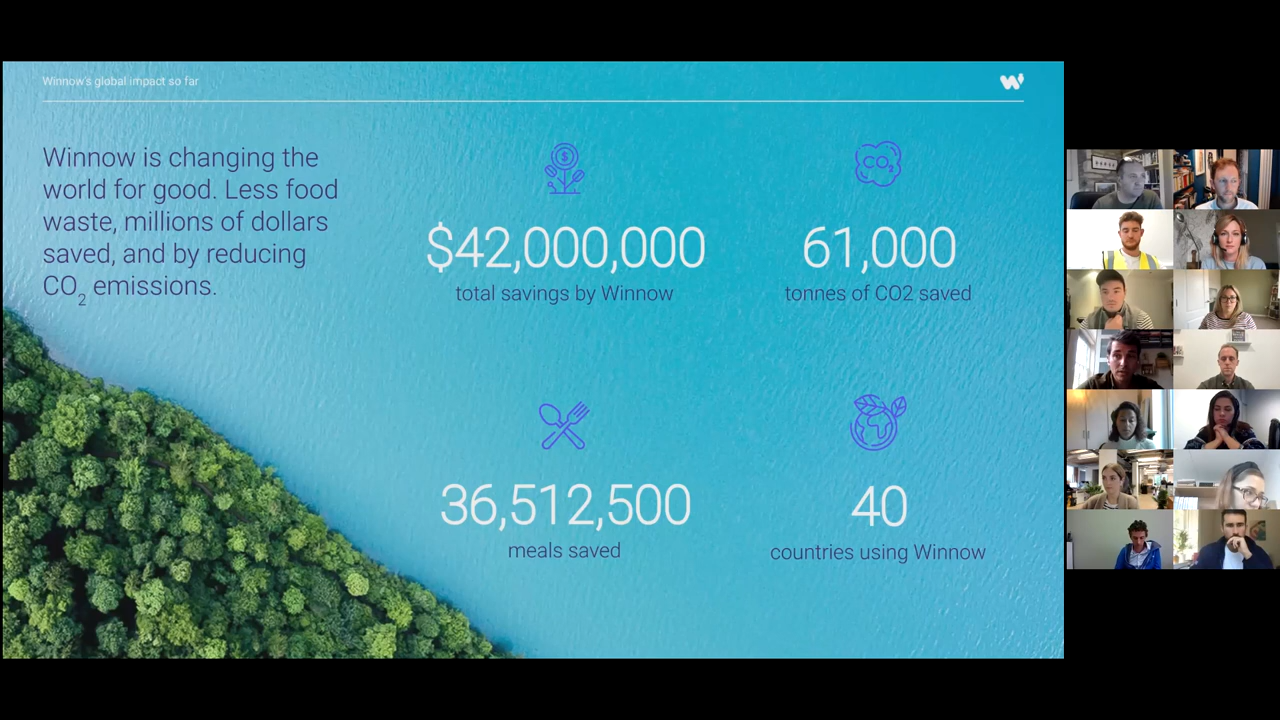 Winnow's global impact so far
Winnow is changing the
world for good. Less food
waste, millions of dollars
saved, and by reducing
CO₂ emissions.
$
$42,000,000
total savings by Winnow
CO₂
61,000
tonnes of CO2 saved
36,512,500
meals saved
40
countries using Winnow